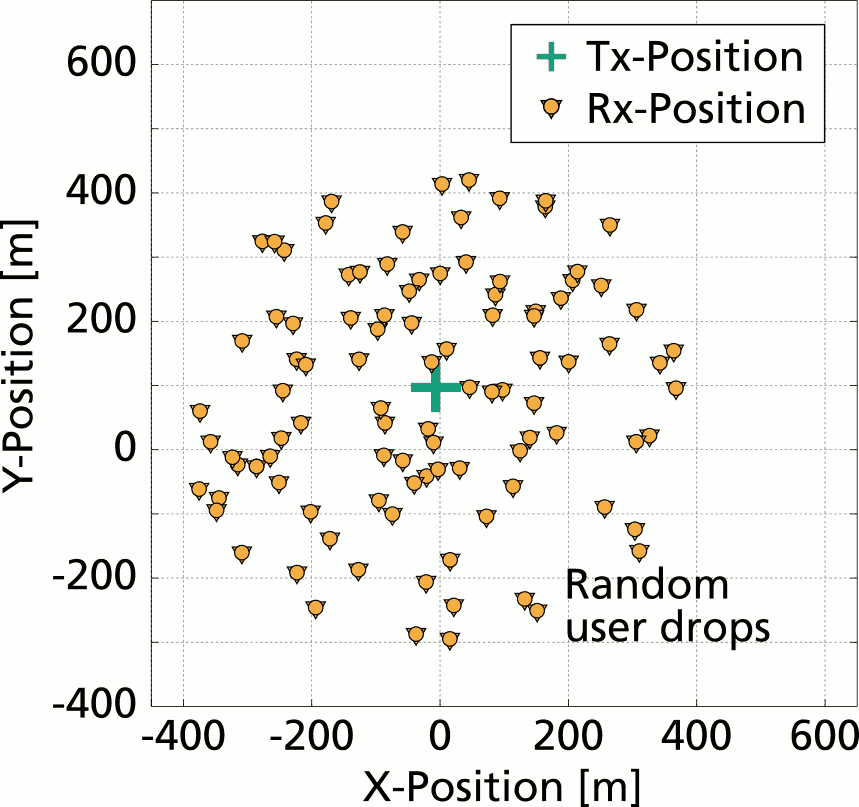 Tx-Position
Rx-Position
600
400
200
0
-200
-400
Y-Position [m]
Random
user drops
-400 -200 0 200 400 600
X-Position [m]